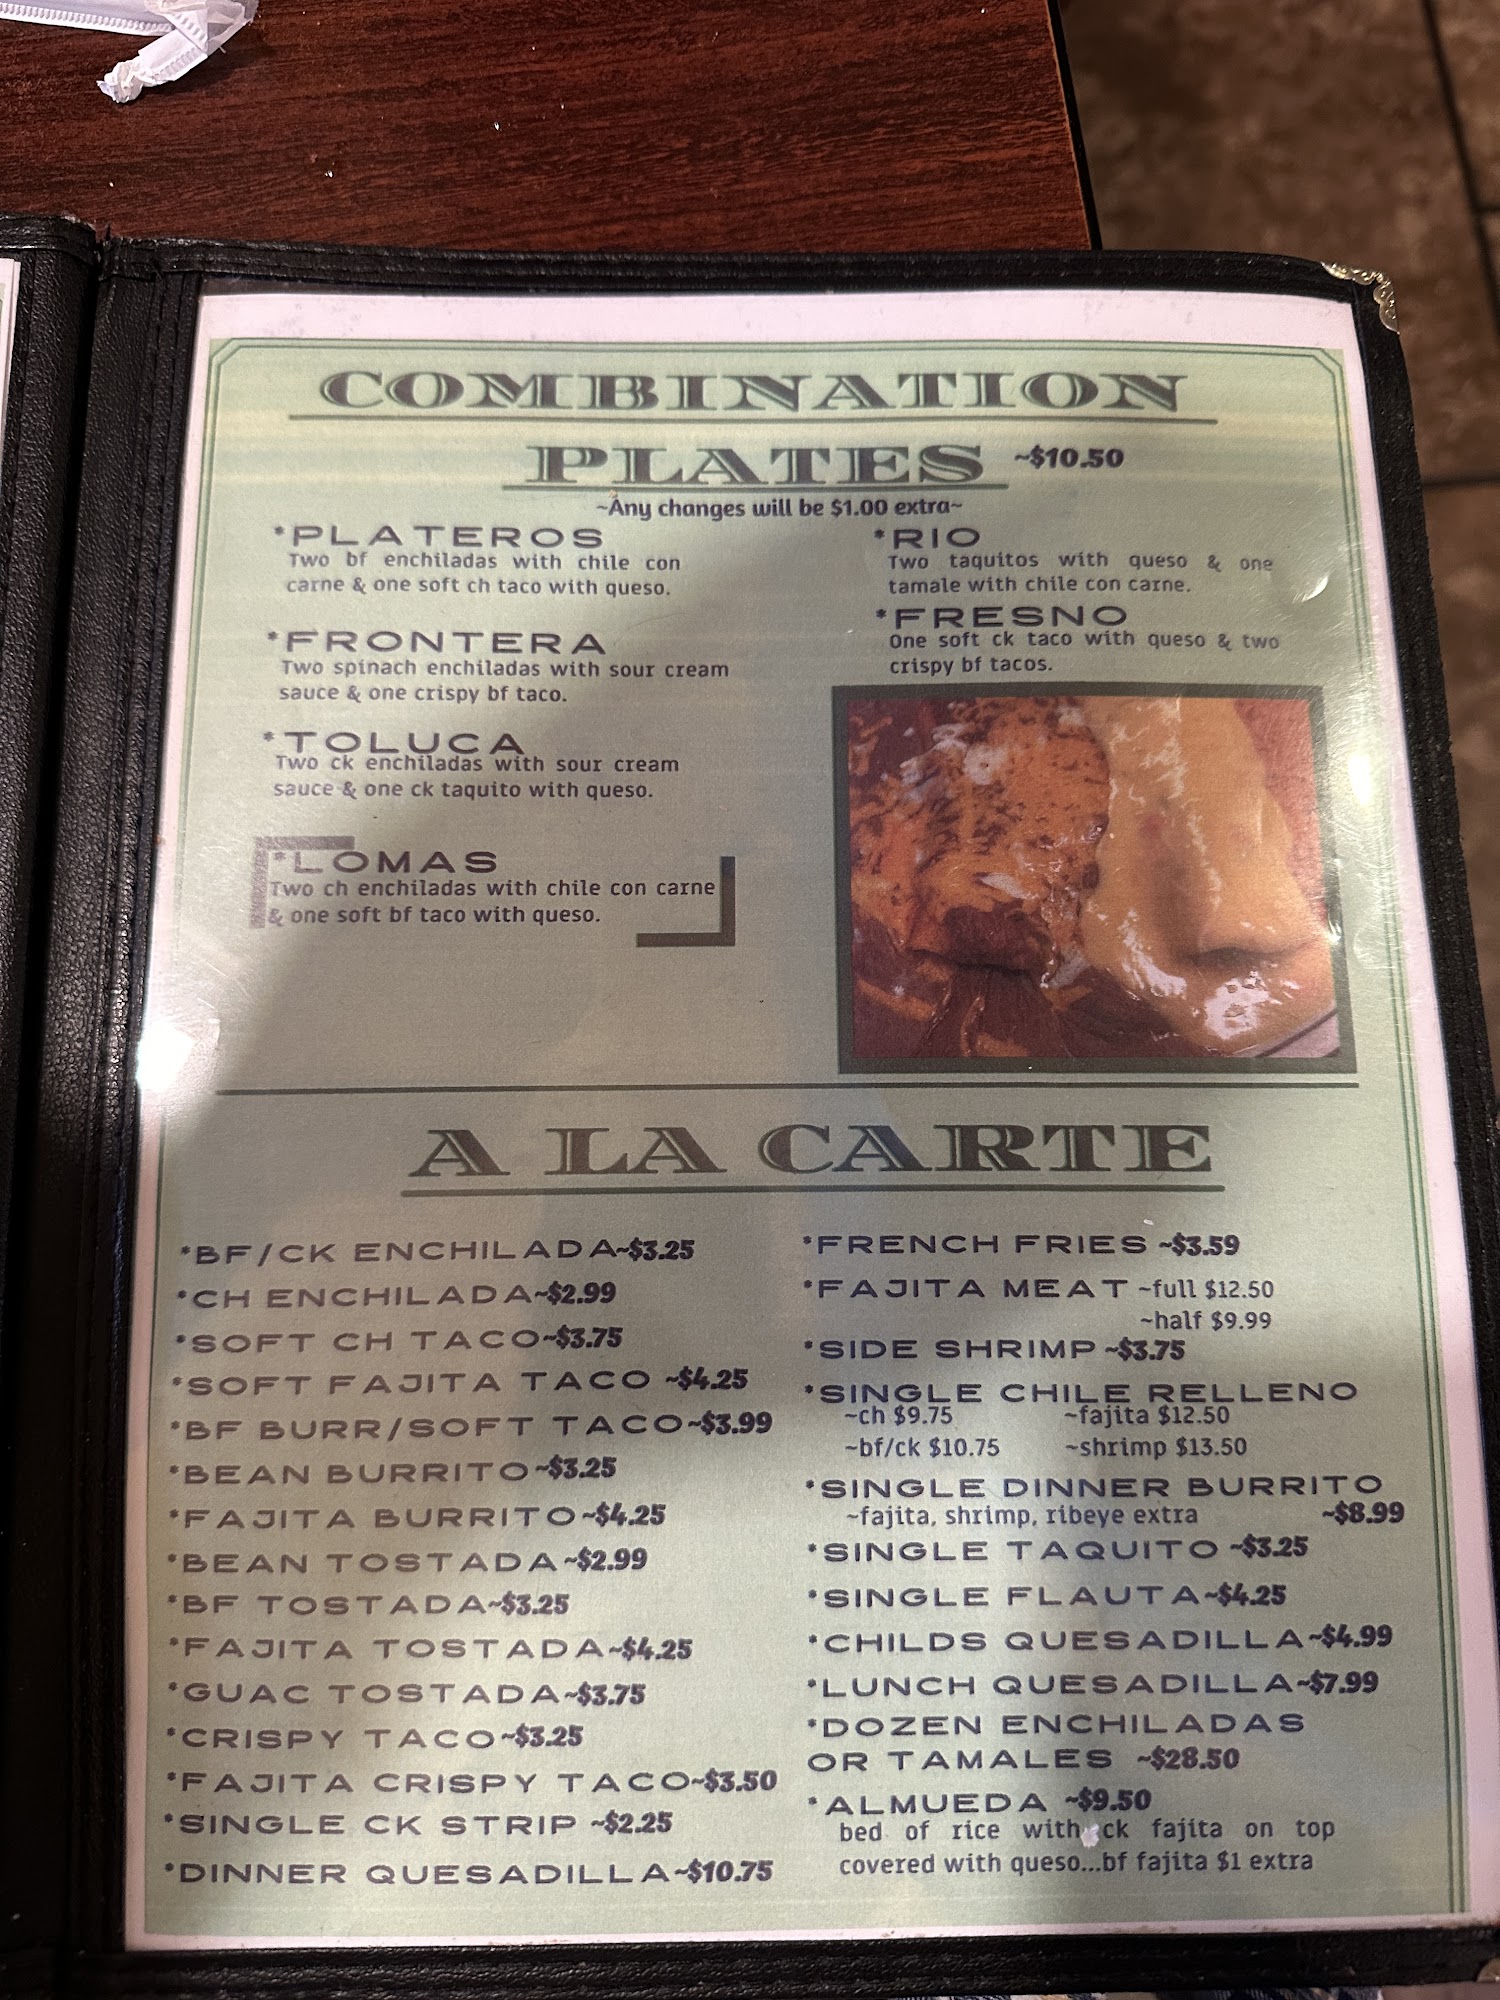 COMBINATION
PLATES ~$10.50
~Any changes will be $1.00 extra~
*PLATEROS
Two bf enchiladas with chile con
carne & one soft ch taco with queso.
*FRONTERA
Two spinach enchiladas with sour cream
sauce & one crispy bf taco.
*TOLUCA
Two ck enchiladas with sour cream
sauce & one ck taquito with queso.
*LOMAS
Two ch enchiladas with chile con carne
& one soft bf taco with queso.
*RIO
Two taquitos with queso & one
tamale with chile con carne.
*FRESNO
One soft ck taco with queso & two
crispy bf tacos.
A LA CARTE
*BF/CK ENCHILADA~$3.25
*CH ENCHILADA~$2.99
*SOFT CH TACO~$3.75
*SOFT FAJITA TACO ~$4.25
*BF BURR/SOFT TACO~$3.99
*BEAN BURRITO~$3.25
*FAJITA BURRITO~$4.25
*BEAN TOSTADA~$2.99
*BF TOSTADA~$3.25
*FAJITA TOSTADA~$4.25
*GUAC TOSTADA~$3.75
*CRISPY TACO~$3.25
*FAJITA CRISPY TACO~$3.50
*SINGLE CK STRIP ~$2.25
*DINNER QUESADILLA~$10.75
*FRENCH FRIES ~$3.59
*FAJITA MEAT ~full $12.50
~half $9.99
*SIDE SHRIMP ~$3.75
*SINGLE CHILE RELLENO
~ch $9.75 ~fajita $12.50
~bf/ck $10.75 ~shrimp $13.50
*SINGLE DINNER BURRITO
~fajita, shrimp, ribeye extra ~$8.99
*SINGLE TAQUITO ~$3.25
*SINGLE FLAUTA~$4.25
*CHILDS QUESADILLA~$4.99
*LUNCH QUESADILLA~$7.99
*DOZEN ENCHILADAS
OR TAMALES ~$28.50
*ALMUEDA ~$9.50
bed of rice with ck fajita on top
covered with queso...bf fajita $1 extra